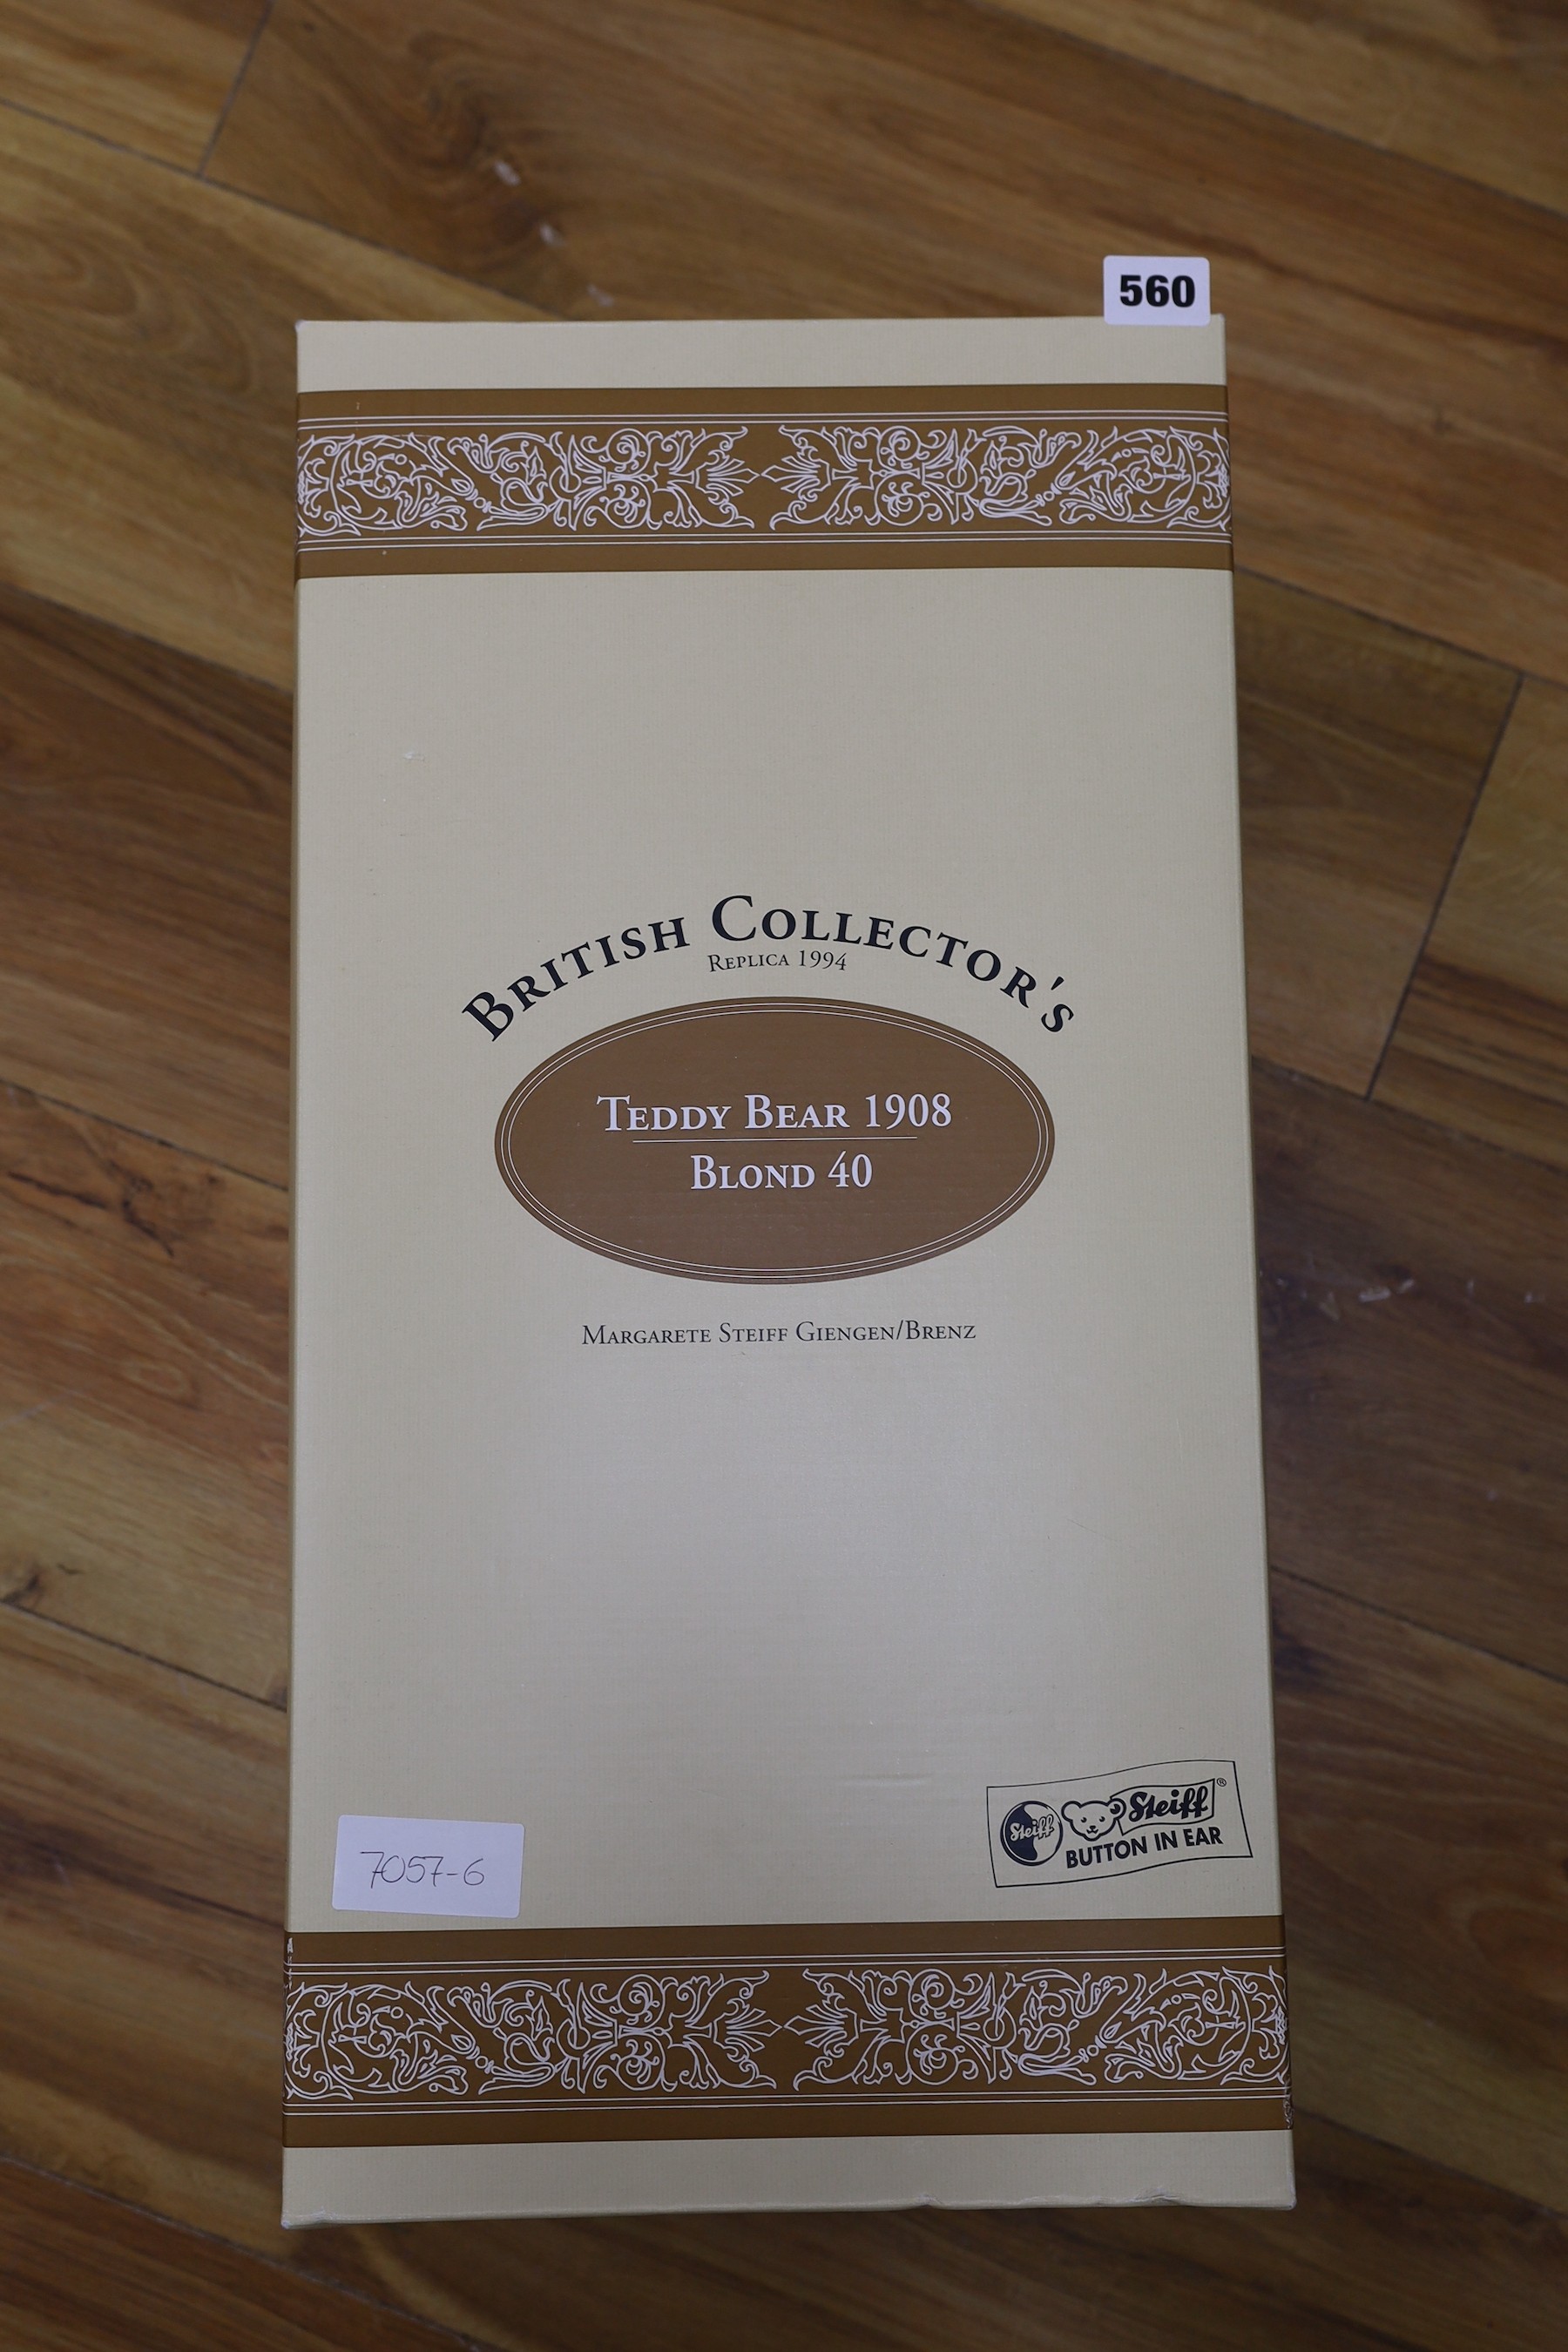 560
British Collector's
Replica 1994
Teddy Bear 1908
Blond 40
Margarete Steiff Giengen/Brenz
Steiff Steiff®
BUTTON IN EAR
7057-6